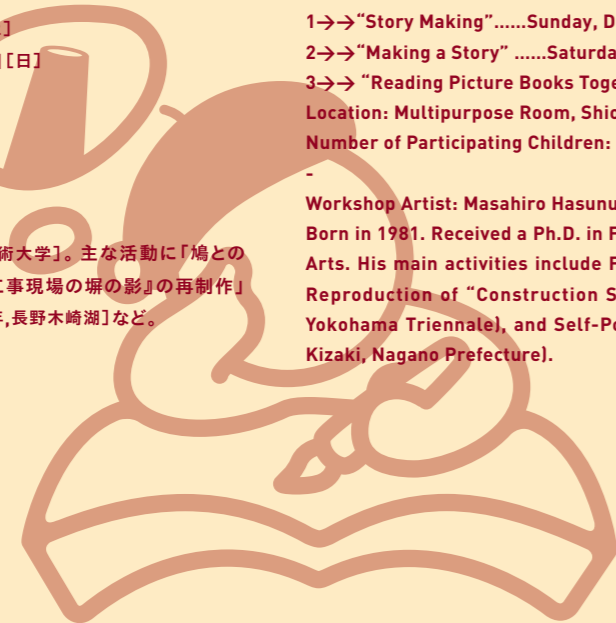 ]
[日]
術大学]。主な活動に「鳩との
工事現場の塀の影』の再制作」
,長野木崎湖]など。
1→→“Story Making”......Sunday, D
2→→“Making a Story” ......Saturda
3→→ “Reading Picture Books Toge
Location: Multipurpose Room, Shio
Number of Participating Children:
-
Workshop Artist: Masahiro Hasunu
Born in 1981. Received a Ph.D. in F
Arts. His main activities include P
Reproduction of “Construction S
Yokohama Triennale), and Self-Po
Kizaki, Nagano Prefecture).